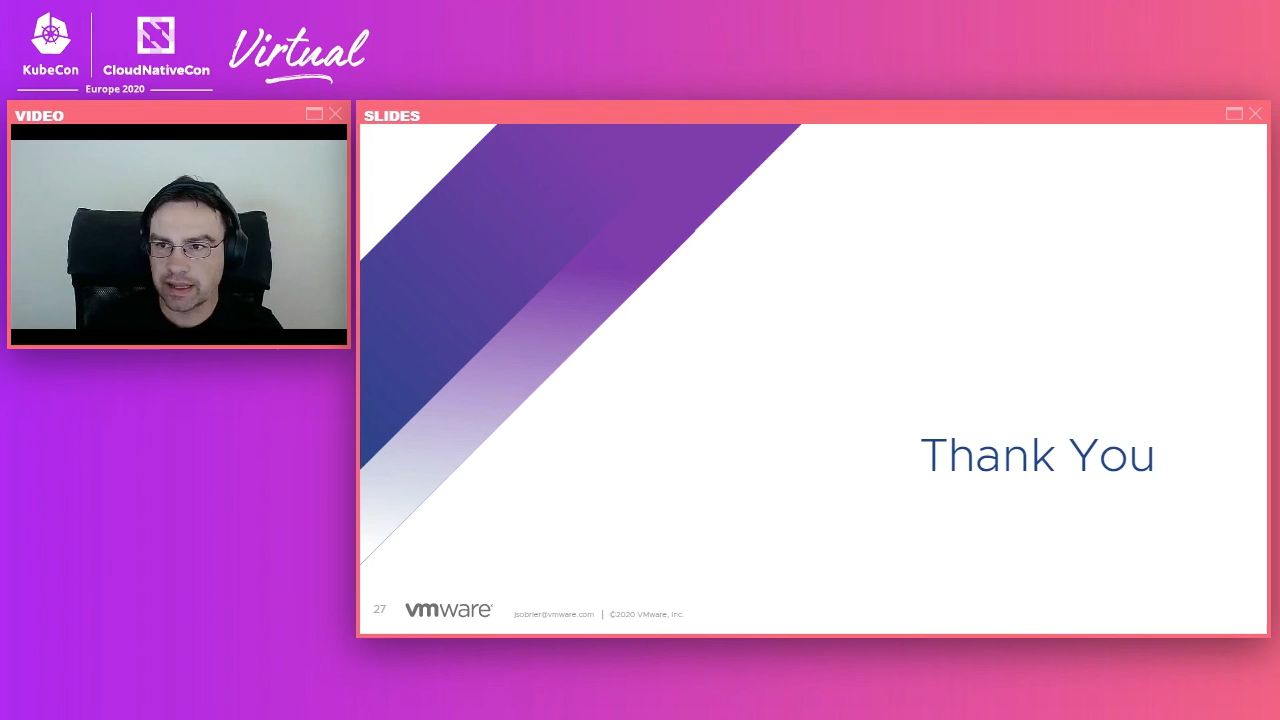 KubeCon
CloudNativeCon
Europe 2020
Virtual
VIDEO
SLIDES
Thank You
27
vmware
jsobrier@vmware.com | ©2020 VMware, Inc.